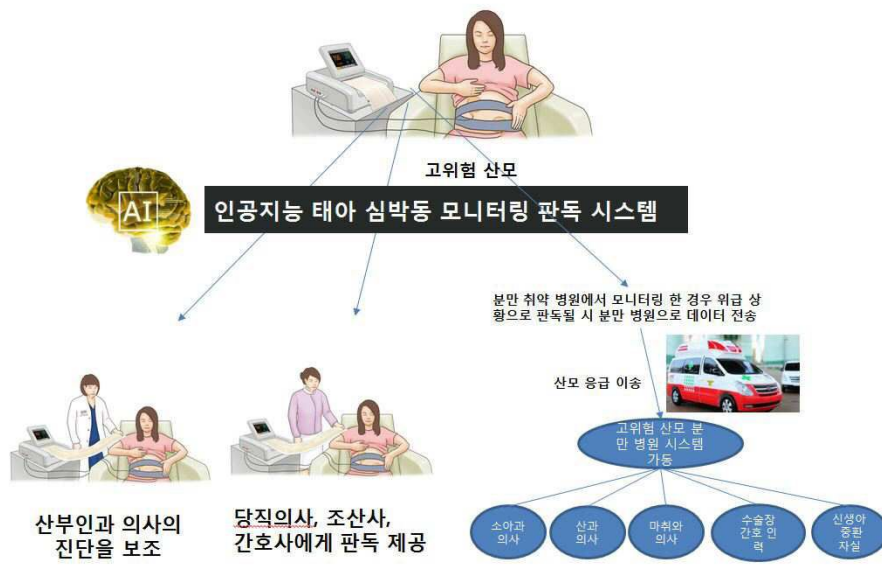 고위험 산모
AI
인공지능 태아 심박동 모니터링 판독 시스템
분만 취약 병원에서 모니터링 한 경우 위급 상
황으로 판독될 시 분만 병원으로 데이터 전송
산모 응급 이송
고위험 산모 분
만 병원 시스템
가동
산부인과 의사의
진단을 보조
당직의사, 조산사,
간호사에게 판독 제공
소아과
의사
산과
의사
마취와
의사
수술장
간호 인
력
신생아
중환
자실